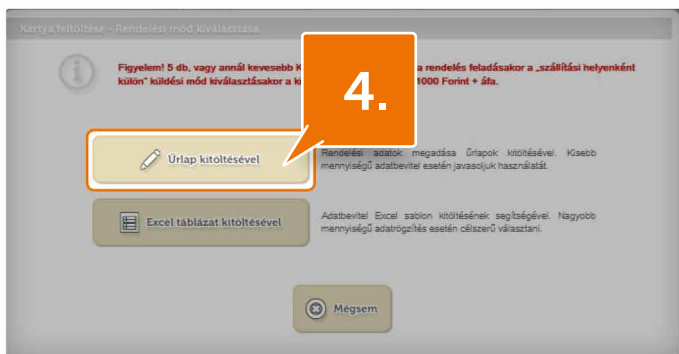 Kártya feltöltése - Rendelési mód kiválasztása
Figyelem! 5 db, vagy annál kevesebb K a rendelés feladásakor a „szállítási helyenként
külön" küldési mód kiválasztásakor a ki 1000 Forint + áfa.
4.
Űrlap kitöltésével
Rendelési adatok megadása űrlapok kitöltésével. Kisebb
mennyiségű adatbevitel esetén javasoljuk használatát.
Excel táblázat kitöltésével
Adatbevitel Excel sablon kitöltésének segítségével. Nagyobb
mennyiségű adatrögzítés esetén célszerű választani.
Mégsem